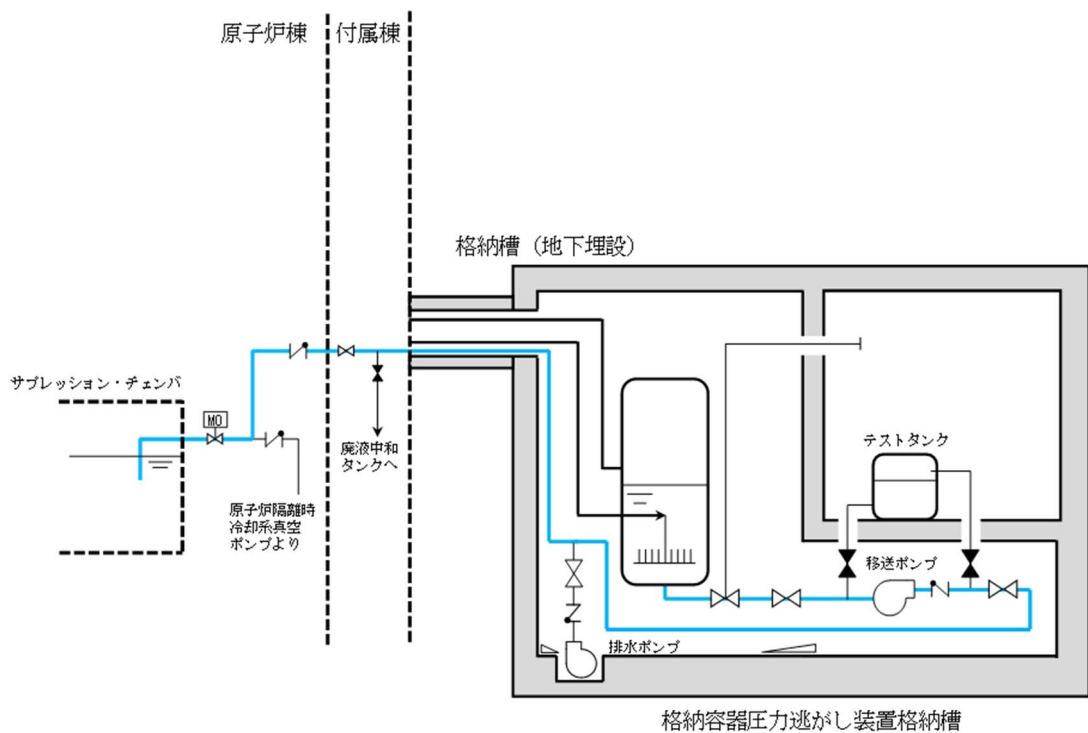 原子炉棟
付属棟
格納槽（地下埋設）
サプレッション・チェンバ
MO
廃液中和
タンクへ
テストタンク
原子炉隔離時
冷却系真空
ポンプより
移送ポンプ
排水ポンプ
格納容器圧力逃がし装置格納槽